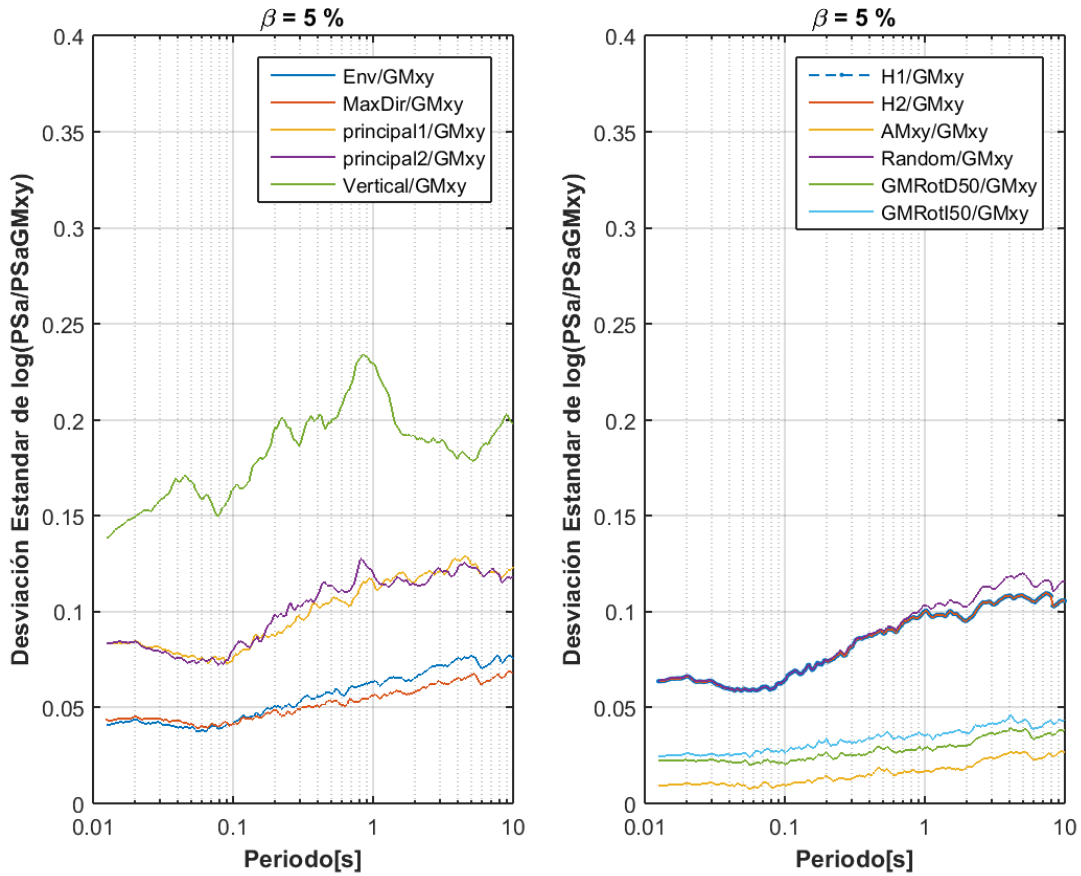 β = 5 %
Desviación Estandar de log(PSa/PSaGMxy)
0.4
0.35
0.3
0.25
0.2
0.15
0.1
0.05
0
Env/GMxy
MaxDir/GMxy
principal1/GMxy
principal2/GMxy
Vertical/GMxy
0.01
0.1
1
10
Periodo[s]
β = 5 %
Desviación Estandar de log(PSa/PSaGMxy)
0.4
0.35
0.3
0.25
0.2
0.15
0.1
0.05
0
H1/GMxy
H2/GMxy
AMxy/GMxy
Random/GMxy
GMRotD50/GMxy
GMRotI50/GMxy
0.01
0.1
1
10
Periodo[s]